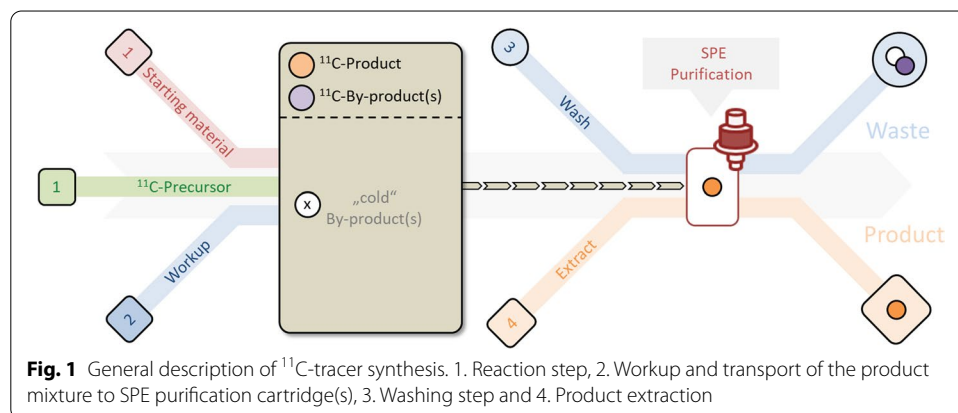 1
Starting material
1
¹¹C-Precursor
Workup
2
¹¹C-Product
¹¹C-By-product(s)
x
„cold“
By-product(s)
3
Wash
SPE
Purification
Waste
Product
Extract
4
Fig. 1 General description of ¹¹C-tracer synthesis. 1. Reaction step, 2. Workup and transport of the product
mixture to SPE purification cartridge(s), 3. Washing step and 4. Product extraction